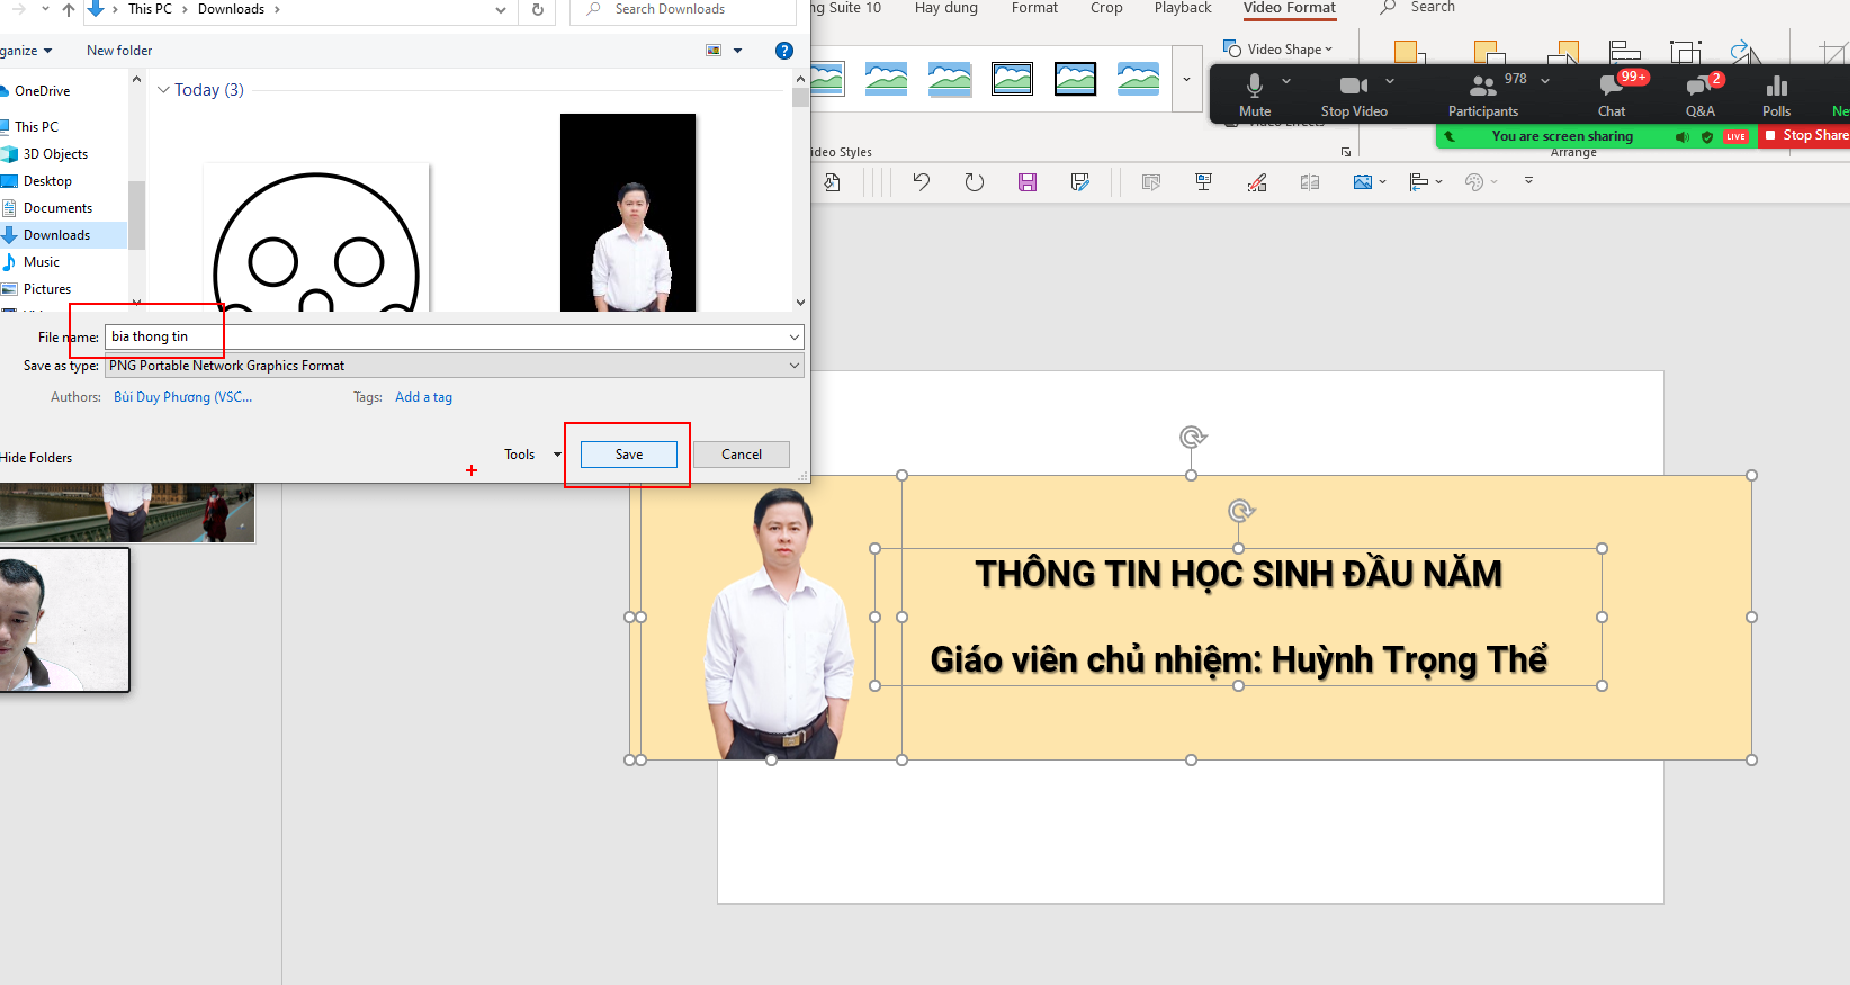 This PC
Downloads
Search Downloads
ng Suite 10
Hay dung
Format
Crop
Playback
Video Format
Search
ganize
New folder
Video Shape
OneDrive
This PC
3D Objects
Desktop
Documents
Downloads
Music
Pictures
Today (3)
978
99+
2
Mute
Stop Video
Participants
Chat
Q&A
Polls
Ne
You are screen sharing
LIVE
Stop Share
Video Effects
ideo Styles
Arrange
File name:
bia thong tin
Save as type:
PNG Portable Network Graphics Format
Authors:
Bùi Duy Phương (VSC...
Tags:
Add a tag
Hide Folders
Tools
Save
Cancel
THÔNG TIN HỌC SINH ĐẦU NĂM
Giáo viên chủ nhiệm: Huỳnh Trọng Thể